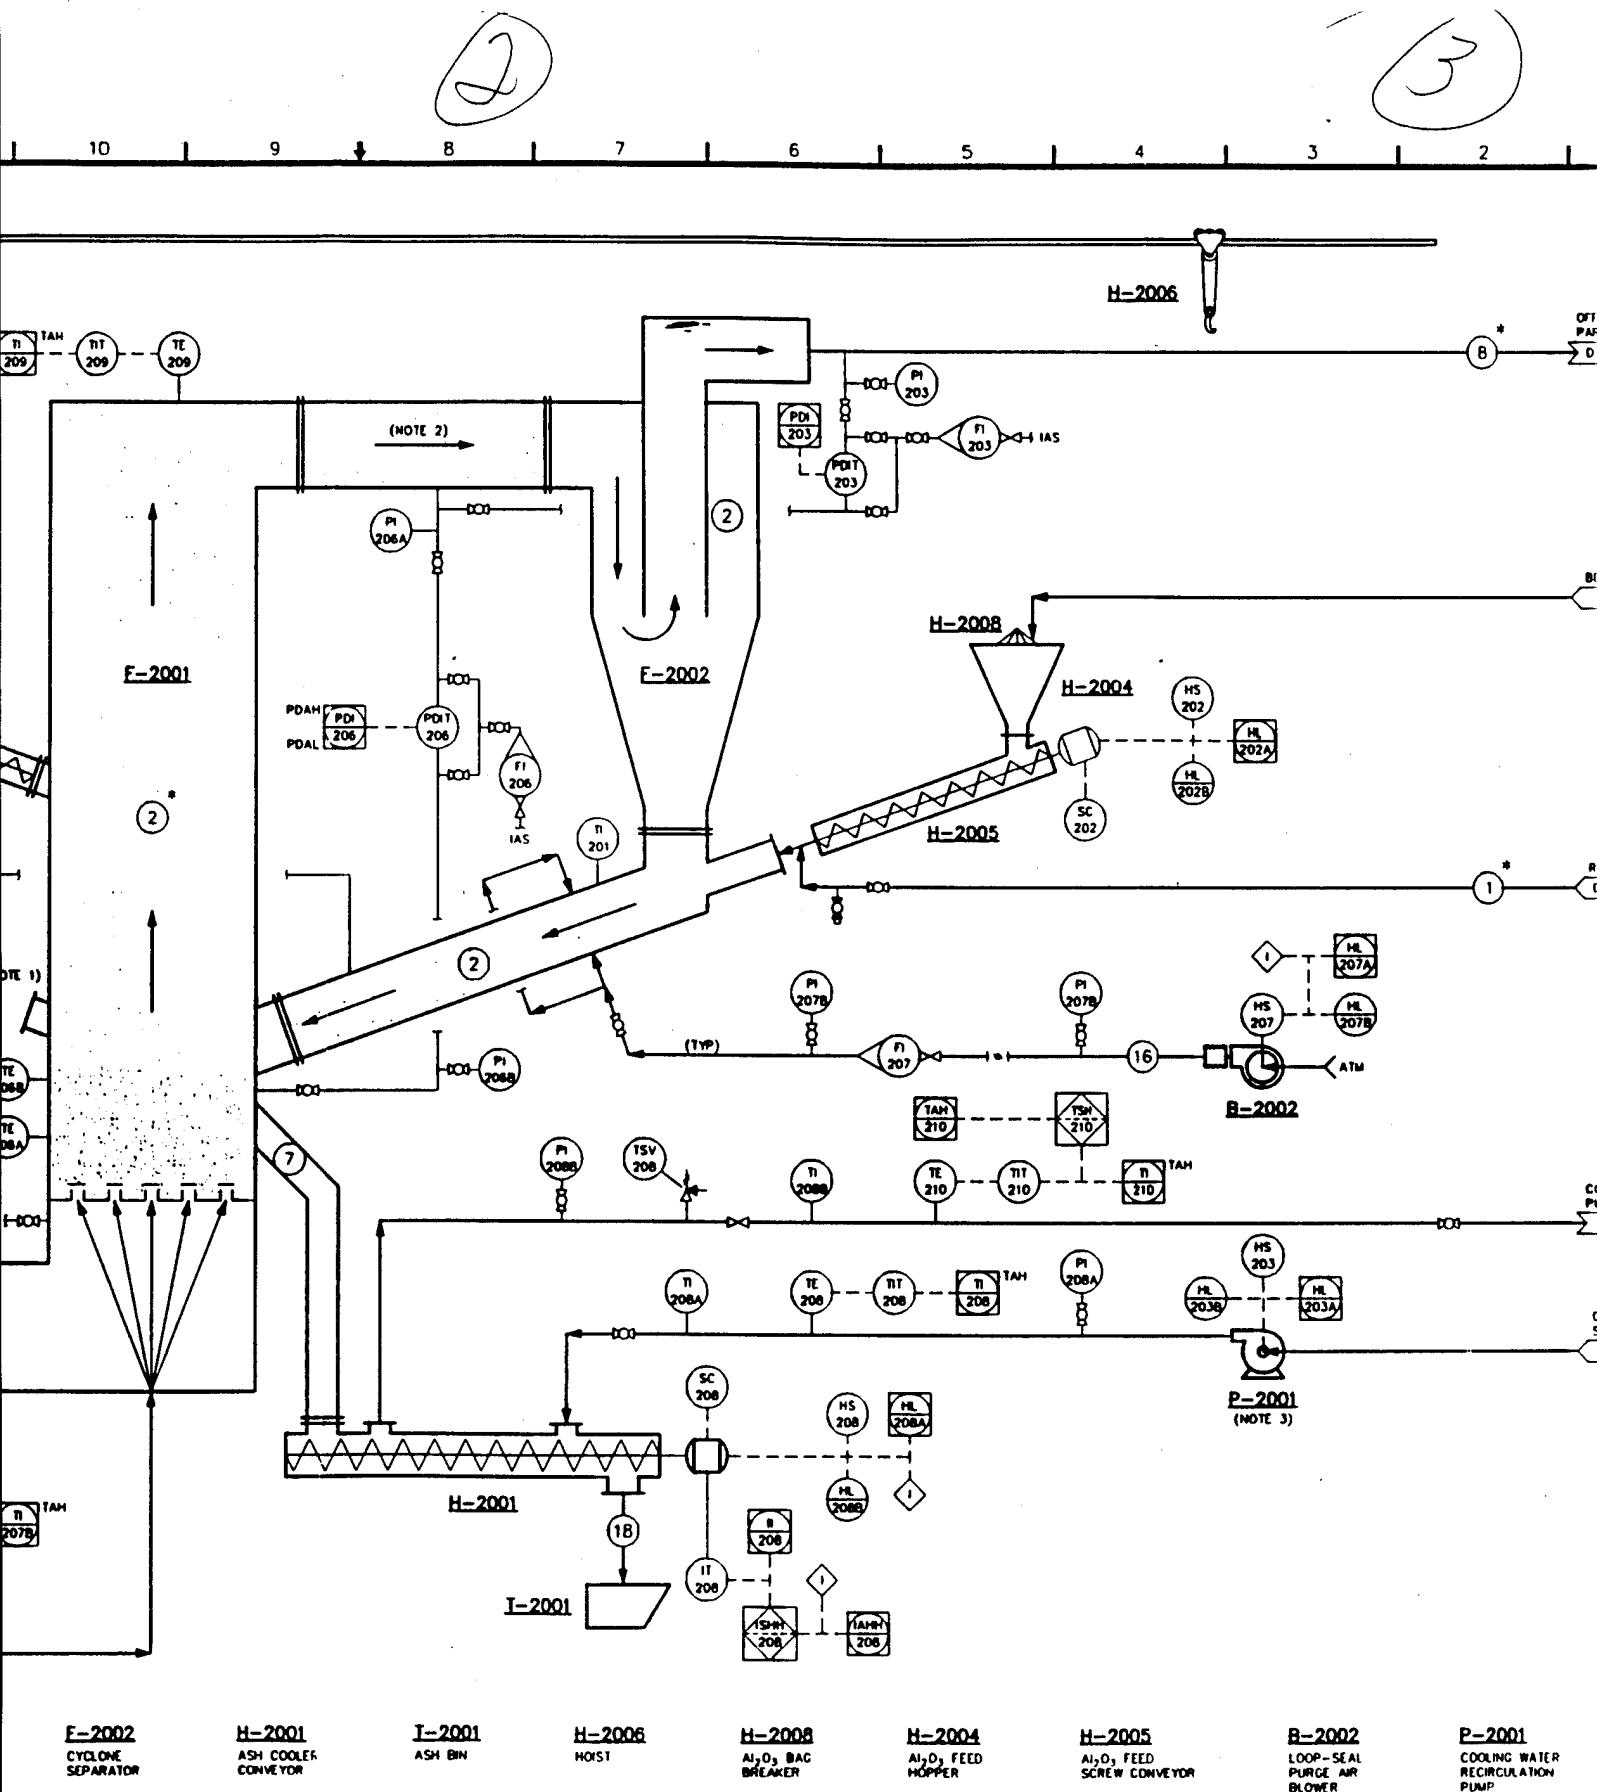 2
3
10 9 8 7 6 5 4 3 2
H-2006
TI 209
TAH
TIT 209
TE 209
8
*
PI 203
PDI 203
FI 203
IAS
PDIT 203
(NOTE 2)
2
PI 206A
H-2008
F-2001
F-2002
H-2004
HS 202
PDAH
PDI 206
PDAL
PDIT 206
HL 202A
FI 206
HL 202B
IAS
2
*
TI 201
SC 202
H-2005
1
*
2
HL 207A
PI 207B
PI 207B
HS 207
HL 207B
(TYP)
FI 207
16
ATM
PI 206B
B-2002
TAH 210
TSH 210
7
PI 208B
TSV 208
TI 208B
TE 210
TIT 210
TI 210
TAH
HS 203
TI 208A
TE 208
TIT 208
TI 208
TAH
PI 208A
HL 203B
HL 203A
P-2001
(NOTE 3)
SC 208
HS 208
HL 208A
H-2001
HL 208B
I
TI 207B
TAH
18
II 208
IT 208
I
T-2001
ISHH 208
IAHH 208
F-2002
CYCLONE
SEPARATOR
H-2001
ASH COOLER
CONVEYOR
T-2001
ASH BIN
H-2006
HOIST
H-2008
Al₂O₃ BAG
BREAKER
H-2004
Al₂O₃ FEED
HOPPER
H-2005
Al₂O₃ FEED
SCREW CONVEYOR
B-2002
LOOP-SEAL
PURGE AIR
BLOWER
P-2001
COOLING WATER
RECIRCULATION
PUMP